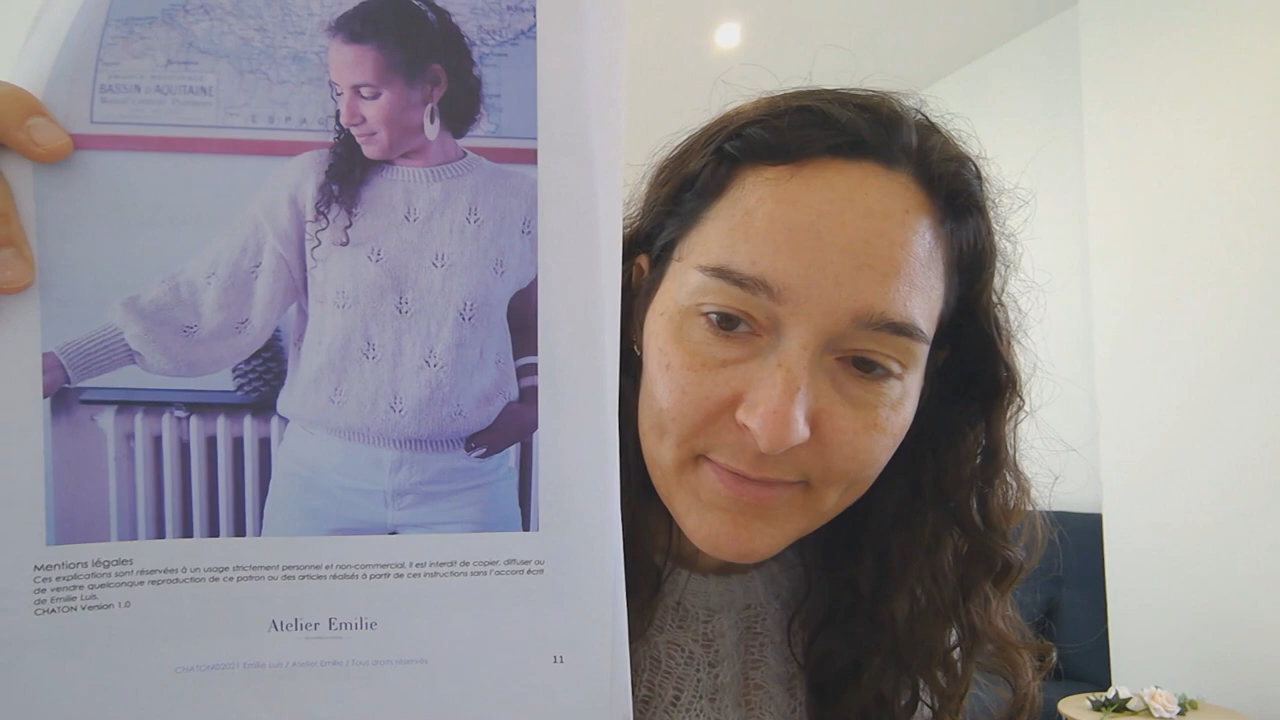 BASSIN D'AQUITAINE
ESPAG
Mentions légales
Ces explications sont réservées à un usage strictement personnel et non-commercial, il est interdit de copier, diffuser ou
de vendre quelconque reproduction de ce patron ou des articles réalisés à partir de ces instructions sans l'accord écrit
de Emilie Luis.
CHATON Version 1.0
Atelier Emilie
CHATON©2021 Emilie Luis / Atelier Emilie / Tous droits réservés
11